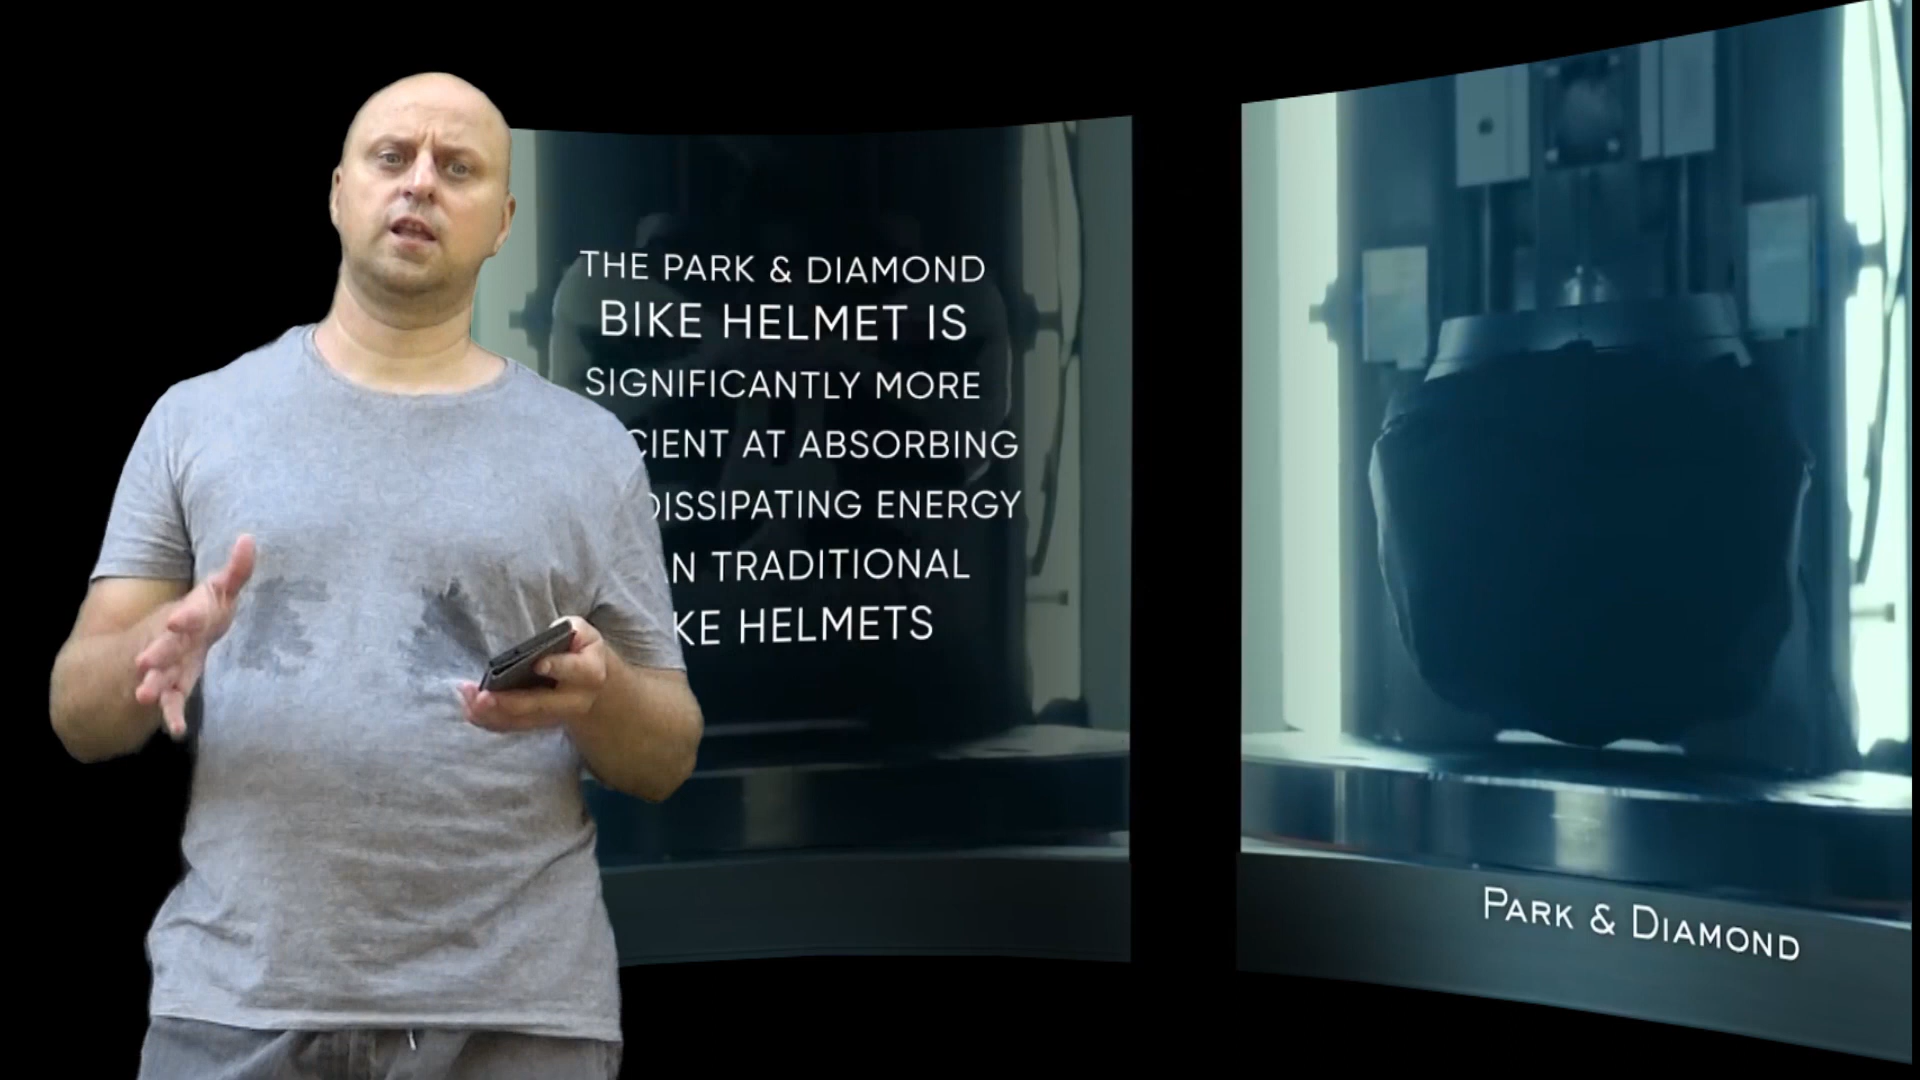 THE PARK & DIAMOND
BIKE HELMET IS
SIGNIFICANTLY MORE
CIENT AT ABSORBING
DISSIPATING ENERGY
AN TRADITIONAL
KE HELMETS
PARK & DIAMOND